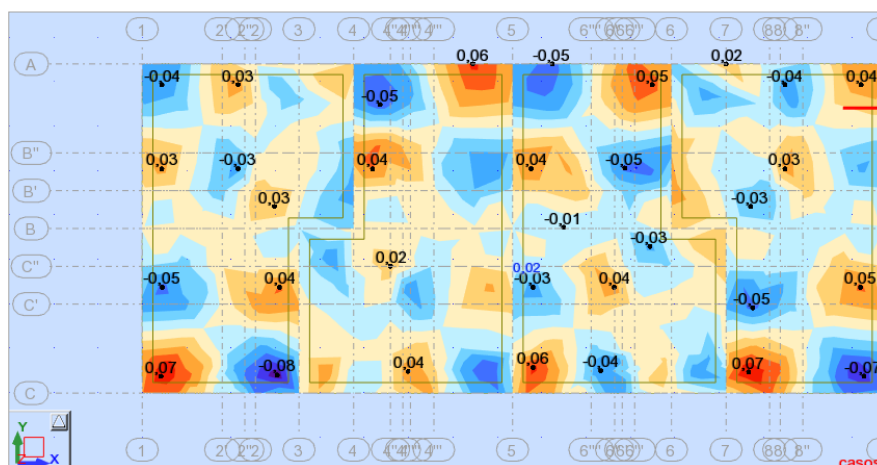 1 2' 2'' 2 3 4 4'' 4' 4''' 5 6''' 6' 6'' 6 7 8 8' 8''
A
0,06 -0,05 0,02
-0,04 0,03 -0,05 0,05 -0,04 0,04
B''
0,03 -0,03 0,04 0,04 -0,05 0,03
B'
0,03 -0,03
B
-0,01
-0,03
C''
0,02 0,02
-0,05 0,04 -0,03 0,04 -0,05 0,05
C'
0,07 -0,08 0,04 0,06 -0,04 0,07 -0,07
C
Y
Z X
1 2' 3 4 4''' 5 6''' 6 7 8''
casos